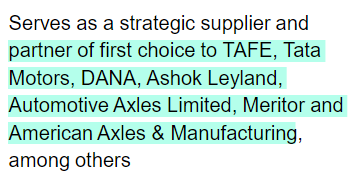 Serves as a strategic supplier and
partner of first choice to TAFE, Tata
Motors, DANA, Ashok Leyland,
Automotive Axles Limited, Meritor and
American Axles & Manufacturing,
among others